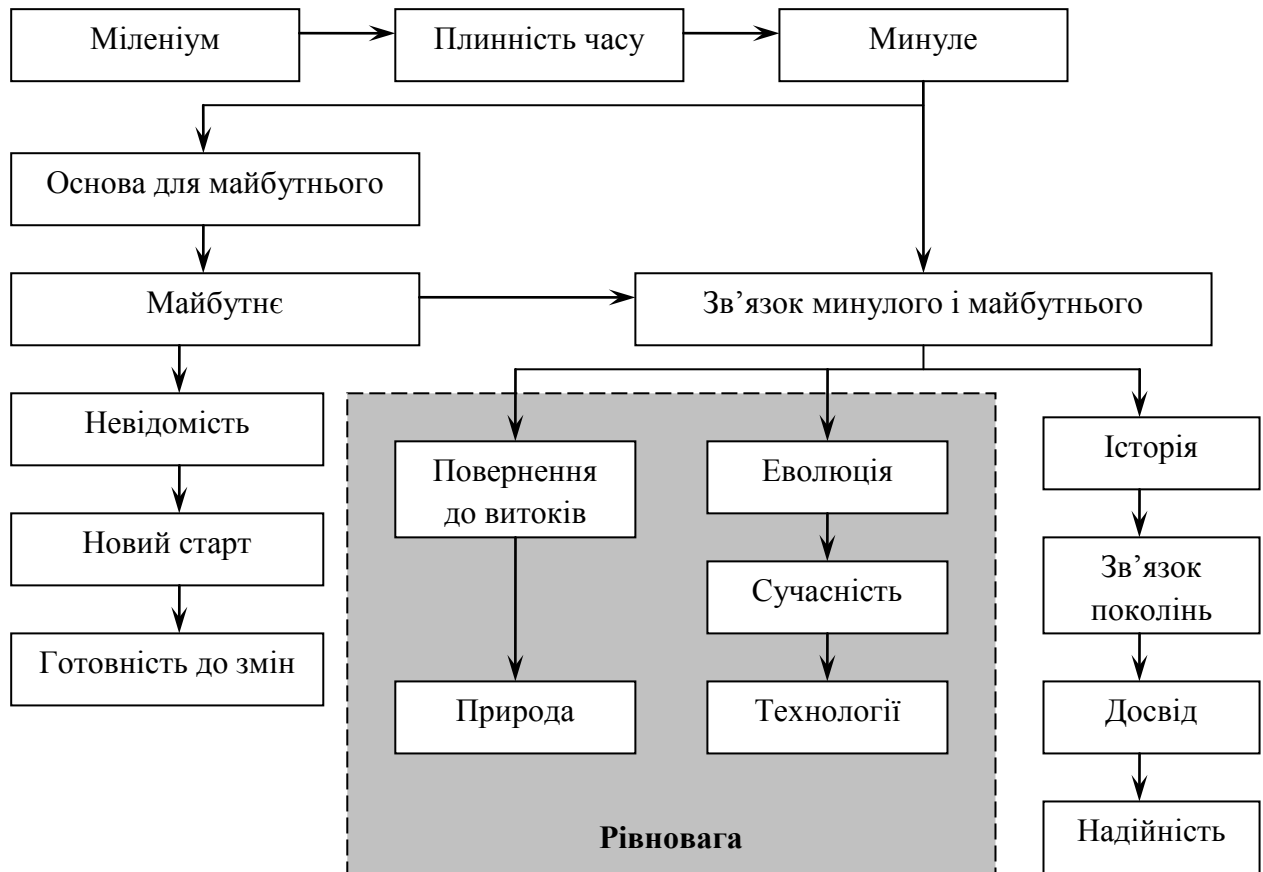 Міленіум
Плинність часу
Минуле
Основа для майбутнього
Майбутнє
Зв’язок минулого і майбутнього
Невідомість
Новий старт
Готовність до змін
Повернення
до витоків
Природа
Еволюція
Сучасність
Технології
Рівновага
Історія
Зв’язок
поколінь
Досвід
Надійність